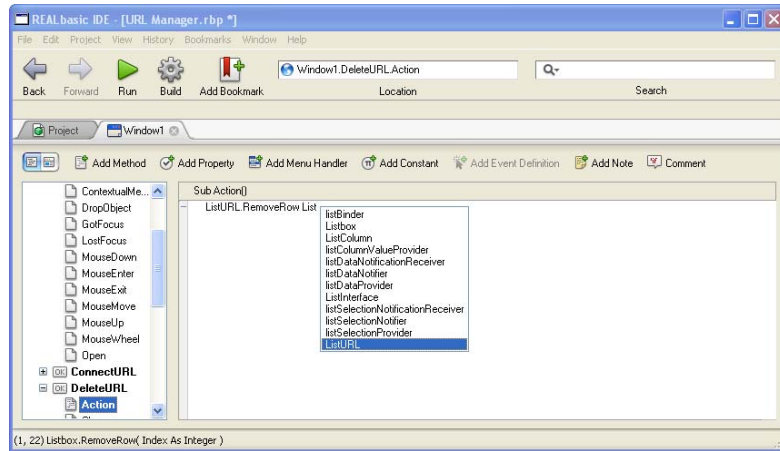 REALbasic IDE - [URL Manager.rbp *]
File Edit Project View History Bookmarks Window Help
Window1.DeleteURL.Action
Back Forward Run Build Add Bookmark Location Search
Project Window1
Add Method Add Property Add Menu Handler Add Constant Add Event Definition Add Note Comment
ContextualMe...
DropObject
GotFocus
LostFocus
MouseDown
MouseEnter
MouseExit
MouseMove
MouseUp
MouseWheel
Open
OK ConnectURL
OK DeleteURL
Action
Sub Action()
ListURL.RemoveRow List
listBinder
Listbox
ListColumn
listColumnValueProvider
listDataNotificationReceiver
listDataNotifier
listDataProvider
ListInterface
listSelectionNotificationReceiver
listSelectionNotifier
listSelectionProvider
ListURL
(1, 22) Listbox.RemoveRow( Index As Integer )